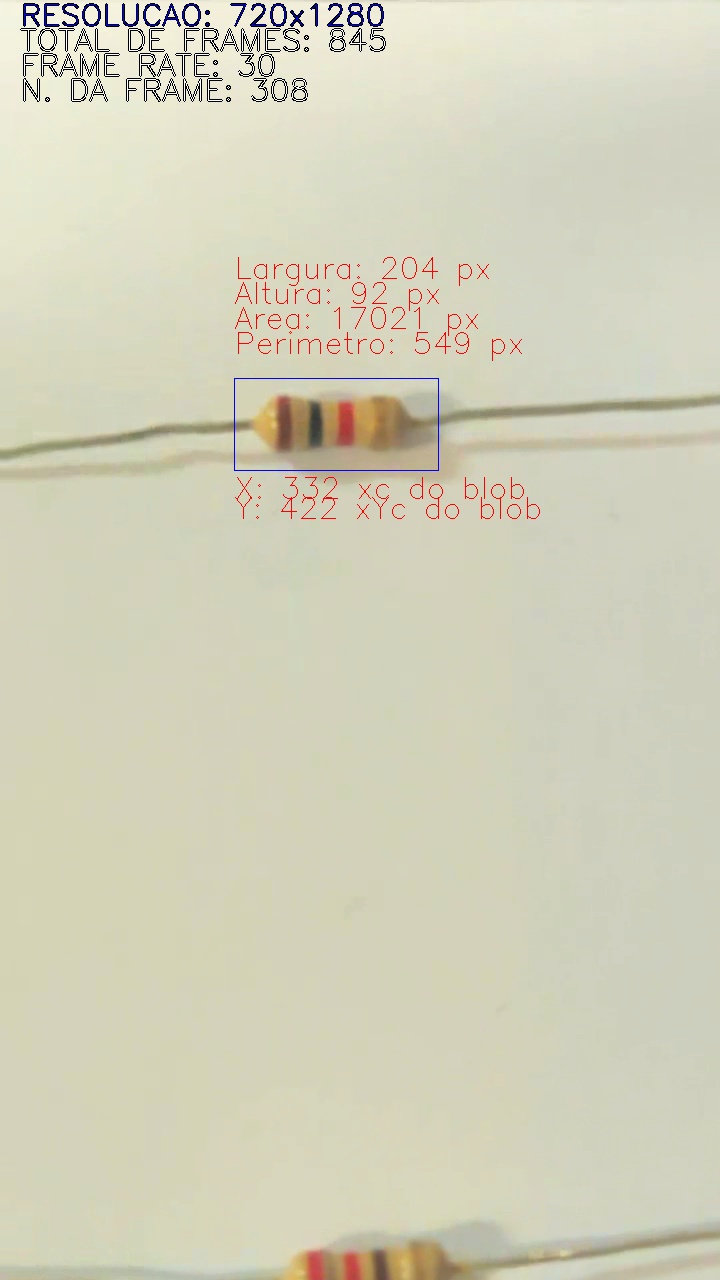 RESOLUCAO: 720x1280
TOTAL DE FRAMES: 845
FRAME RATE: 30
N. DA FRAME: 308
Largura: 204 px
Altura: 92 px
Area: 17021 px
Perimetro: 549 px
X: 332 xc do blob
Y: 422 xYc do blob